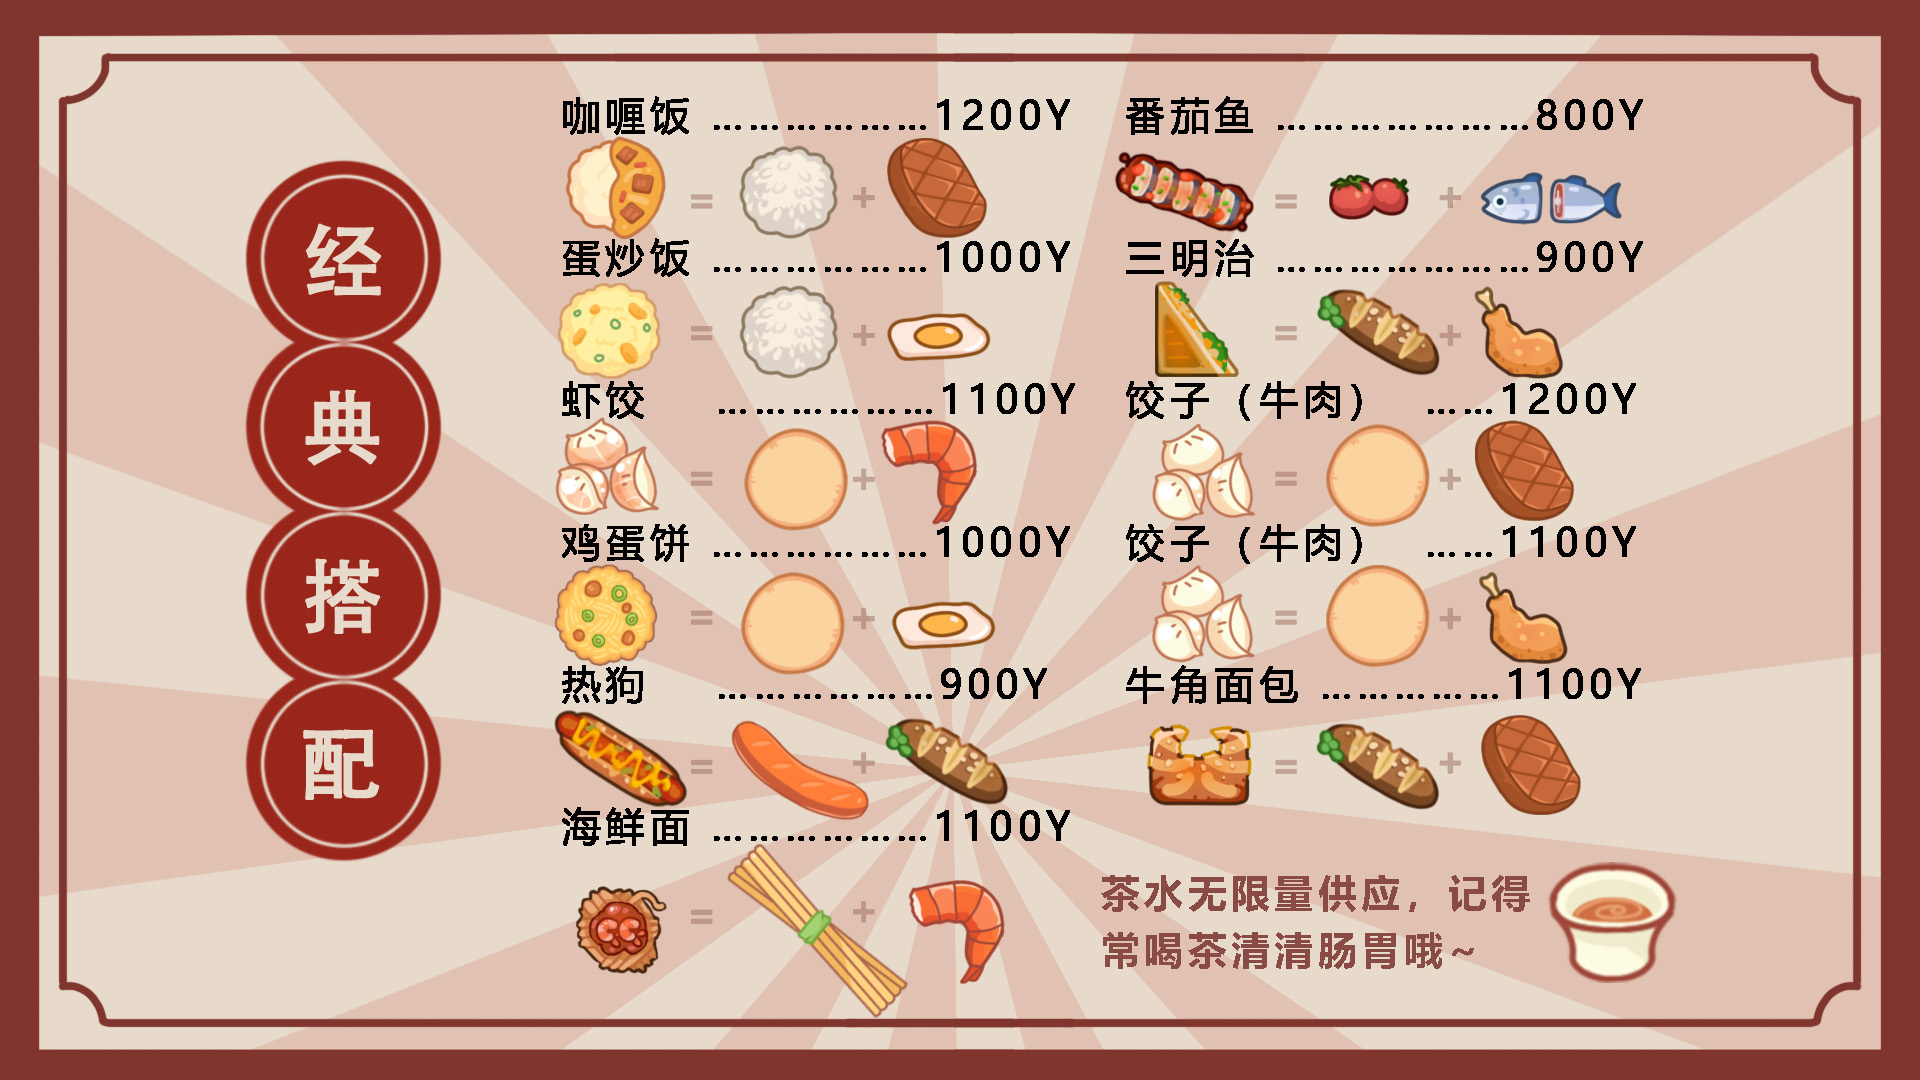 经典搭配
咖喱饭 ………………1200Y
=
+
蛋炒饭 ………………1000Y
=
+
虾饺 ………………1100Y
=
+
鸡蛋饼 ………………1000Y
=
+
热狗 ………………900Y
=
+
海鲜面 ………………1100Y
=
+
番茄鱼 …………………800Y
=
+
三明治 …………………900Y
=
+
饺子（牛肉） ……1200Y
=
+
饺子（牛肉） ……1100Y
=
+
牛角面包 ……………1100Y
=
+
茶水无限量供应，记得
常喝茶清清肠胃哦~